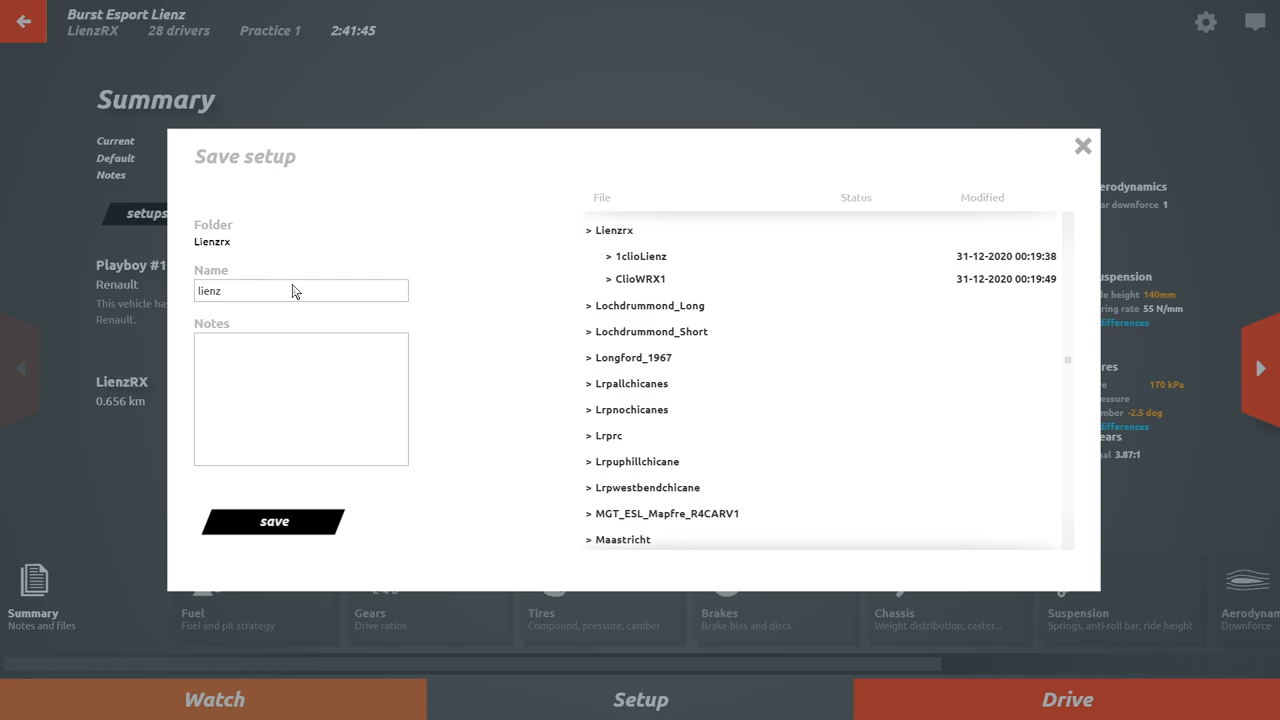 Burst Esport Lienz
LienzRX 28 drivers Practice 1 2:41:45
Summary
Current
Default
Notes
setups
Playboy #1
Renault
This vehicle has
Renault.
LienzRX
0.656 km
Save setup
Folder
Lienzrx
Name
lienz
Notes
save
File Status Modified
> Lienzrx
> 1clioLienz 31-12-2020 00:19:38
> ClioWRX1 31-12-2020 00:19:49
> Lochdrummond_Long
> Lochdrummond_Short
> Longford_1967
> Lrpallchicanes
> Lrpnochicanes
> Lrprc
> Lrpuphillchicane
> Lrpwestbendchicane
> MGT_ESL_Mapfre_R4CARV1
> Maastricht
erodynamics
ar downforce 1
uspension
e height 140mm
ring rate 55 N/mm
differences
res
ve 170 kPa
essure
mber -2.5 deg
differences
ears
al 3.87:1
Summary
Notes and files
Fuel
Fuel and pit strategy
Gears
Drive ratios
Tires
Compound, pressure, camber
Brakes
Brake bias and discs
Chassis
Weight distribution, caster...
Suspension
Springs, anti-roll bar, ride height
Aerodynam
Downforce
Watch
Setup
Drive